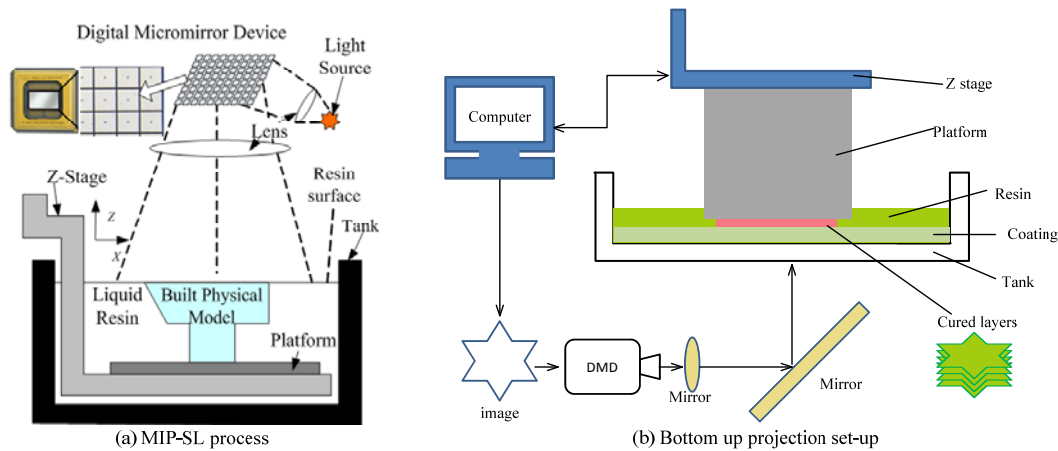 Digital Micromirror Device
Light
Source
Lens
Z-Stage
Z
X
Resin
surface
Tank
Liquid
Resin
Built Physical
Model
Platform
(a) MIP-SL process
Computer
Z stage
Platform
Resin
Coating
Tank
Cured layers
image
DMD
Mirror
Mirror
(b) Bottom up projection set-up